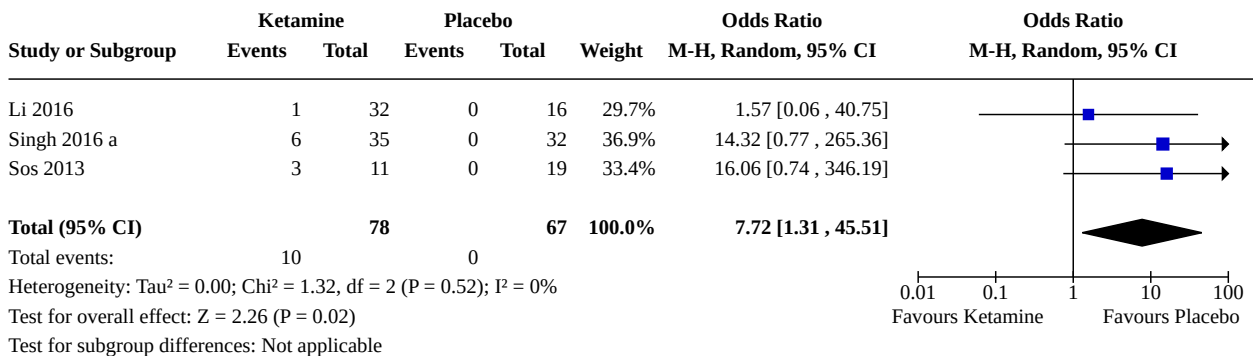 Ketamine Placebo Odds Ratio Odds Ratio
Study or Subgroup Events Total Events Total Weight M-H, Random, 95% CI M-H, Random, 95% CI
Li 2016 1 32 0 16 29.7% 1.57 [0.06 , 40.75]
Singh 2016 a 6 35 0 32 36.9% 14.32 [0.77 , 265.36]
Sos 2013 3 11 0 19 33.4% 16.06 [0.74 , 346.19]
Total (95% CI) 78 67 100.0% 7.72 [1.31 , 45.51]
Total events: 10 0
Heterogeneity: Tau² = 0.00; Chi² = 1.32, df = 2 (P = 0.52); I² = 0%
0.01 0.1 1 10 100
Test for overall effect: Z = 2.26 (P = 0.02) Favours Ketamine Favours Placebo
Test for subgroup differences: Not applicable